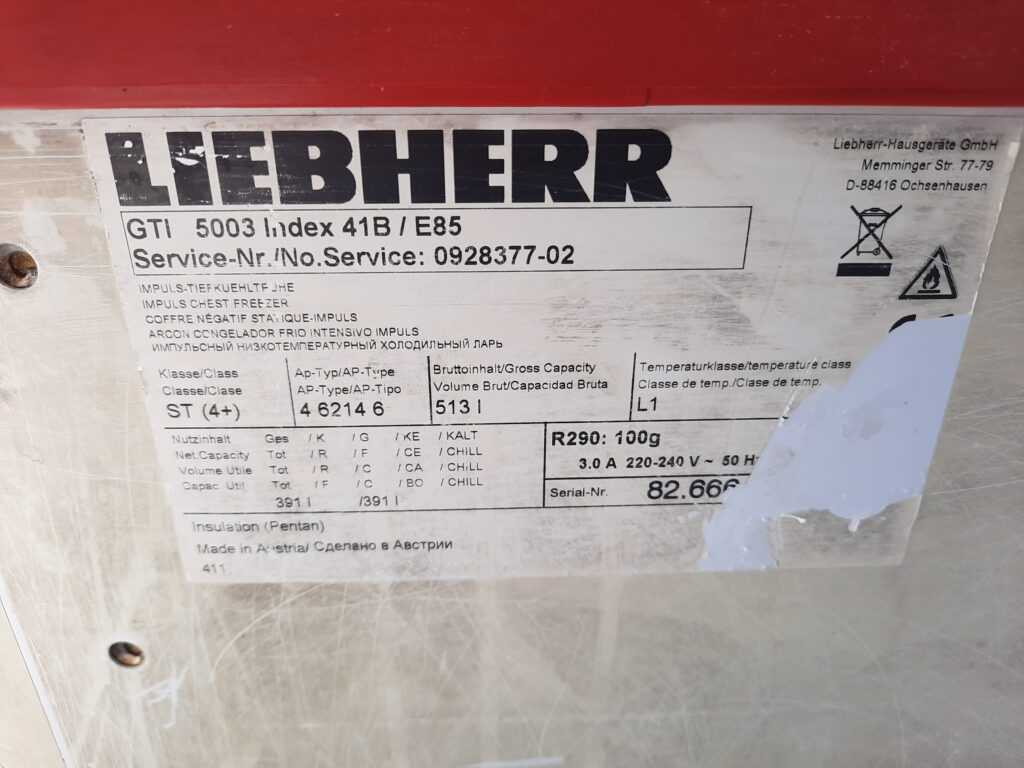 LIEBHERR
Liebherr-Hausgeräte GmbH
Memminger Str. 77-79
D-88416 Ochsenhausen
GTI 5003 Index 41B / E85
Service-Nr./No.Service: 0928377-02
IMPULS-TIEFKUEHLTRUHE
IMPULS CHEST FREEZER
COFFRE NÉGATIF STATIQUE-IMPULS
ARCON CONGELADOR FRIO INTENSIVO IMPULS
ИМПУЛЬСНЫЙ НИЗКОТЕМПЕРАТУРНЫЙ ХОЛОДИЛЬНЫЙ ЛАРЬ
Klasse/Class
Classe/Clase
ST (4+)
Ap-Typ/AP-Type
AP-Type/AP-Tipo
4 6214 6
Bruttoinhalt/Gross Capacity
Volume Brut/Capacidad Bruta
513 l
Temperaturklasse/temperature class
Classe de temp./Clase de temp.
L1
Nutzinhalt Ges / K / G / KE / KALT
Net.Capacity Tot / R / F / CE / CHILL
Volume Utile Tot / R / C / CA / CHILL
Capac. Util Tot / F / C / BO / CHILL
391 l /391 l
R290: 100g
3.0 A 220-240 V ~ 50 Hz
Serial-Nr. 82.666
Insulation (Pentan)
Made in Austria/ Сделано в Австрии
411